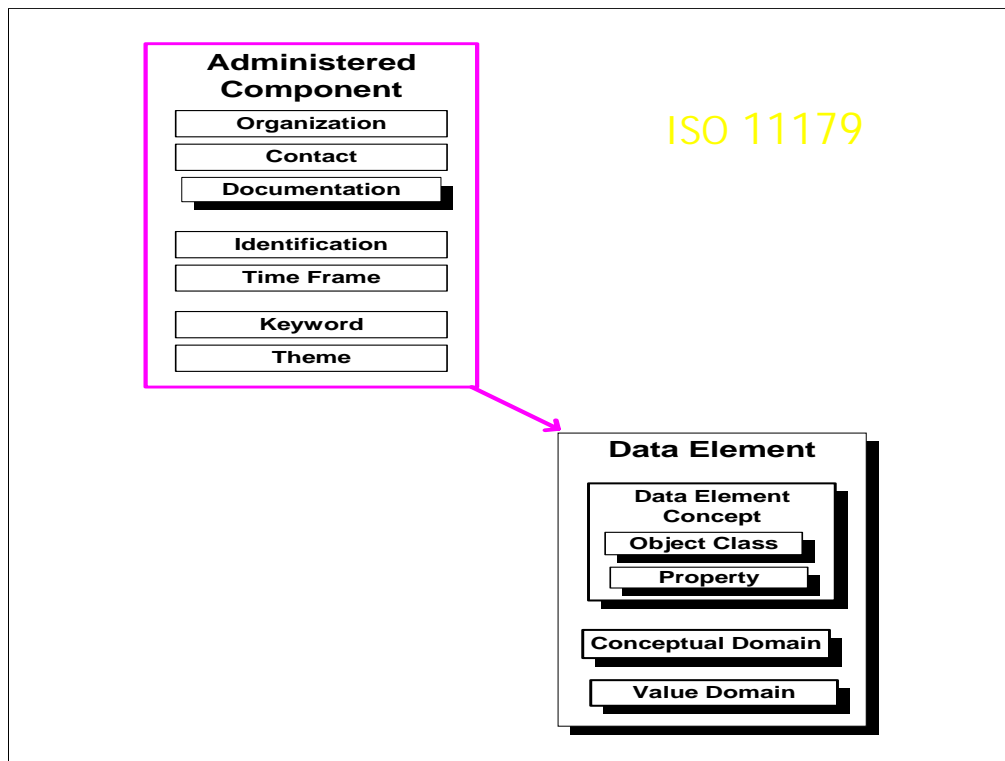 Administered
Component
Organization
Contact
Documentation
Identification
Time Frame
Keyword
Theme
ISO 11179
Data Element
Data Element
Concept
Object Class
Property
Conceptual Domain
Value Domain